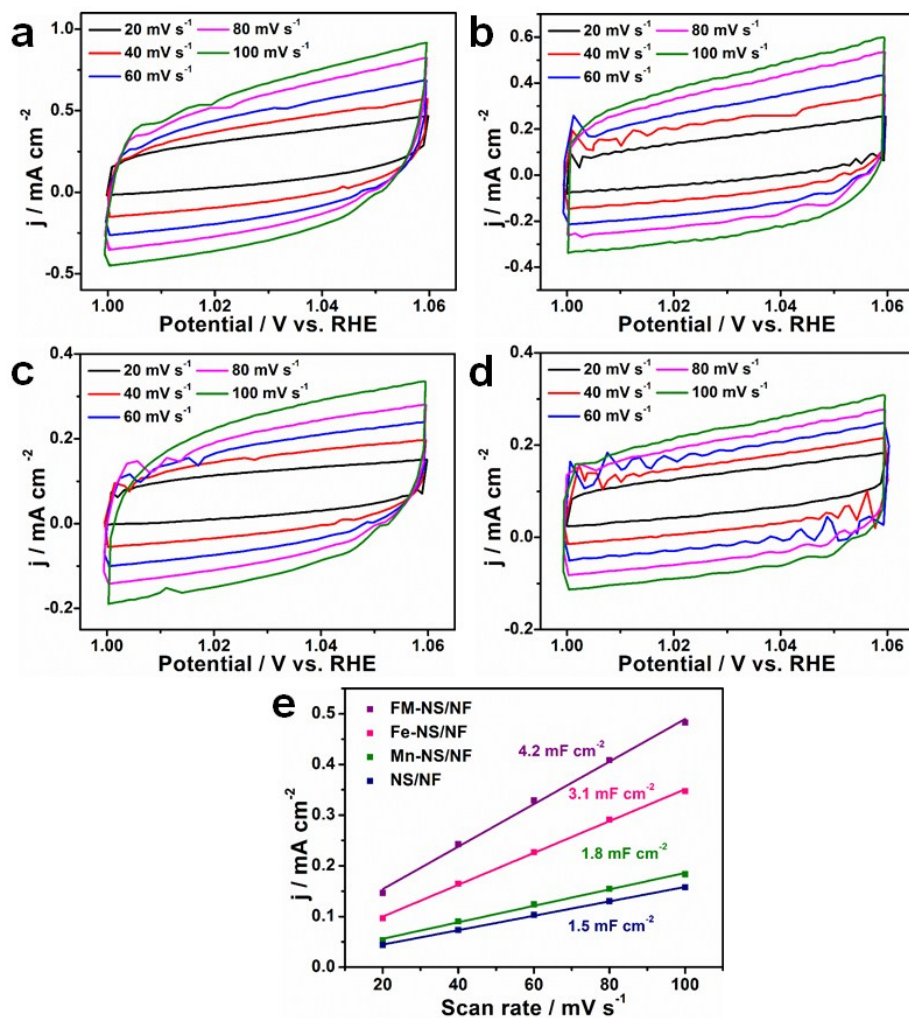 a
20 mV s⁻¹ 80 mV s⁻¹
40 mV s⁻¹ 100 mV s⁻¹
60 mV s⁻¹
j / mA cm⁻²
1.0
0.5
0.0
-0.5
1.00 1.02 1.04 1.06
Potential / V vs. RHE
b
20 mV s⁻¹ 80 mV s⁻¹
40 mV s⁻¹ 100 mV s⁻¹
60 mV s⁻¹
j / mA cm⁻²
0.6
0.4
0.2
0.0
-0.2
-0.4
1.00 1.02 1.04 1.06
Potential / V vs. RHE
c
20 mV s⁻¹ 80 mV s⁻¹
40 mV s⁻¹ 100 mV s⁻¹
60 mV s⁻¹
j / mA cm⁻²
0.4
0.2
0.0
-0.2
1.00 1.02 1.04 1.06
Potential / V vs. RHE
d
20 mV s⁻¹ 80 mV s⁻¹
40 mV s⁻¹ 100 mV s⁻¹
60 mV s⁻¹
j / mA cm⁻²
0.4
0.2
0.0
-0.2
1.00 1.02 1.04 1.06
Potential / V vs. RHE
e
FM-NS/NF
Fe-NS/NF
Mn-NS/NF
NS/NF
4.2 mF cm⁻²
3.1 mF cm⁻²
1.8 mF cm⁻²
1.5 mF cm⁻²
j / mA cm⁻²
0.5
0.4
0.3
0.2
0.1
0.0
20 40 60 80 100
Scan rate / mV s⁻¹